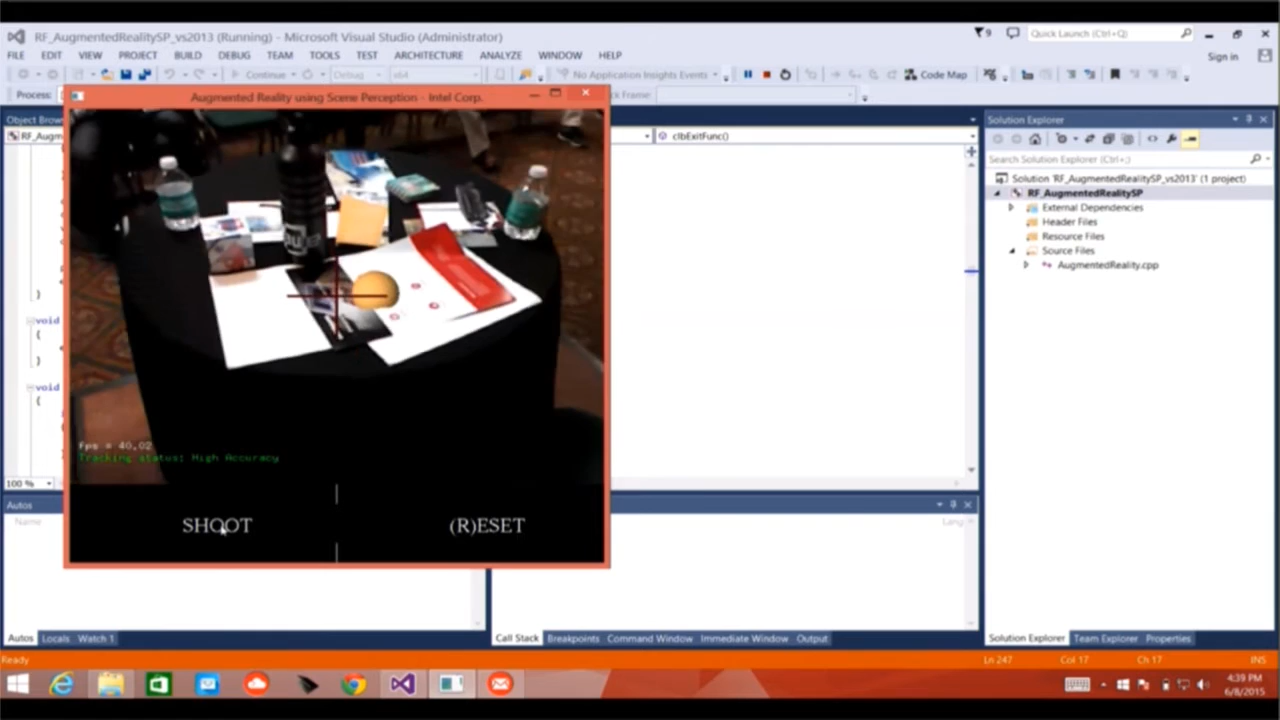 RF_AugmentedRealitySP_vs2013 (Running) - Microsoft Visual Studio (Administrator)
9
Quick Launch (Ctrl+Q)
FILE EDIT VIEW PROJECT BUILD DEBUG TEAM TOOLS TEST ARCHITECTURE ANALYZE WINDOW HELP
Sign in
Continue Debug x64 No Application Insights Events Code Map
Process:
Augmented Reality using Scene Perception - Intel Corp.
Frame:
Object Brow
RF_Augm
clbExitFunc()
}
void
{
}
void
{
fps = 40.02
Tracking status: High Accuracy
SHOOT
(R)ESET
100 %
Autos
Name
Lang
Autos Locals Watch 1
Call Stack Breakpoints Command Window Immediate Window Output
Solution Explorer
Search Solution Explorer (Ctrl+;)
Solution 'RF_AugmentedRealitySP_vs2013' (1 project)
RF_AugmentedRealitySP
External Dependencies
Header Files
Resource Files
Source Files
AugmentedReality.cpp
Solution Explorer Team Explorer Properties
Ready
Ln 247 Col 17 Ch 17 INS
4:39 PM
6/8/2015